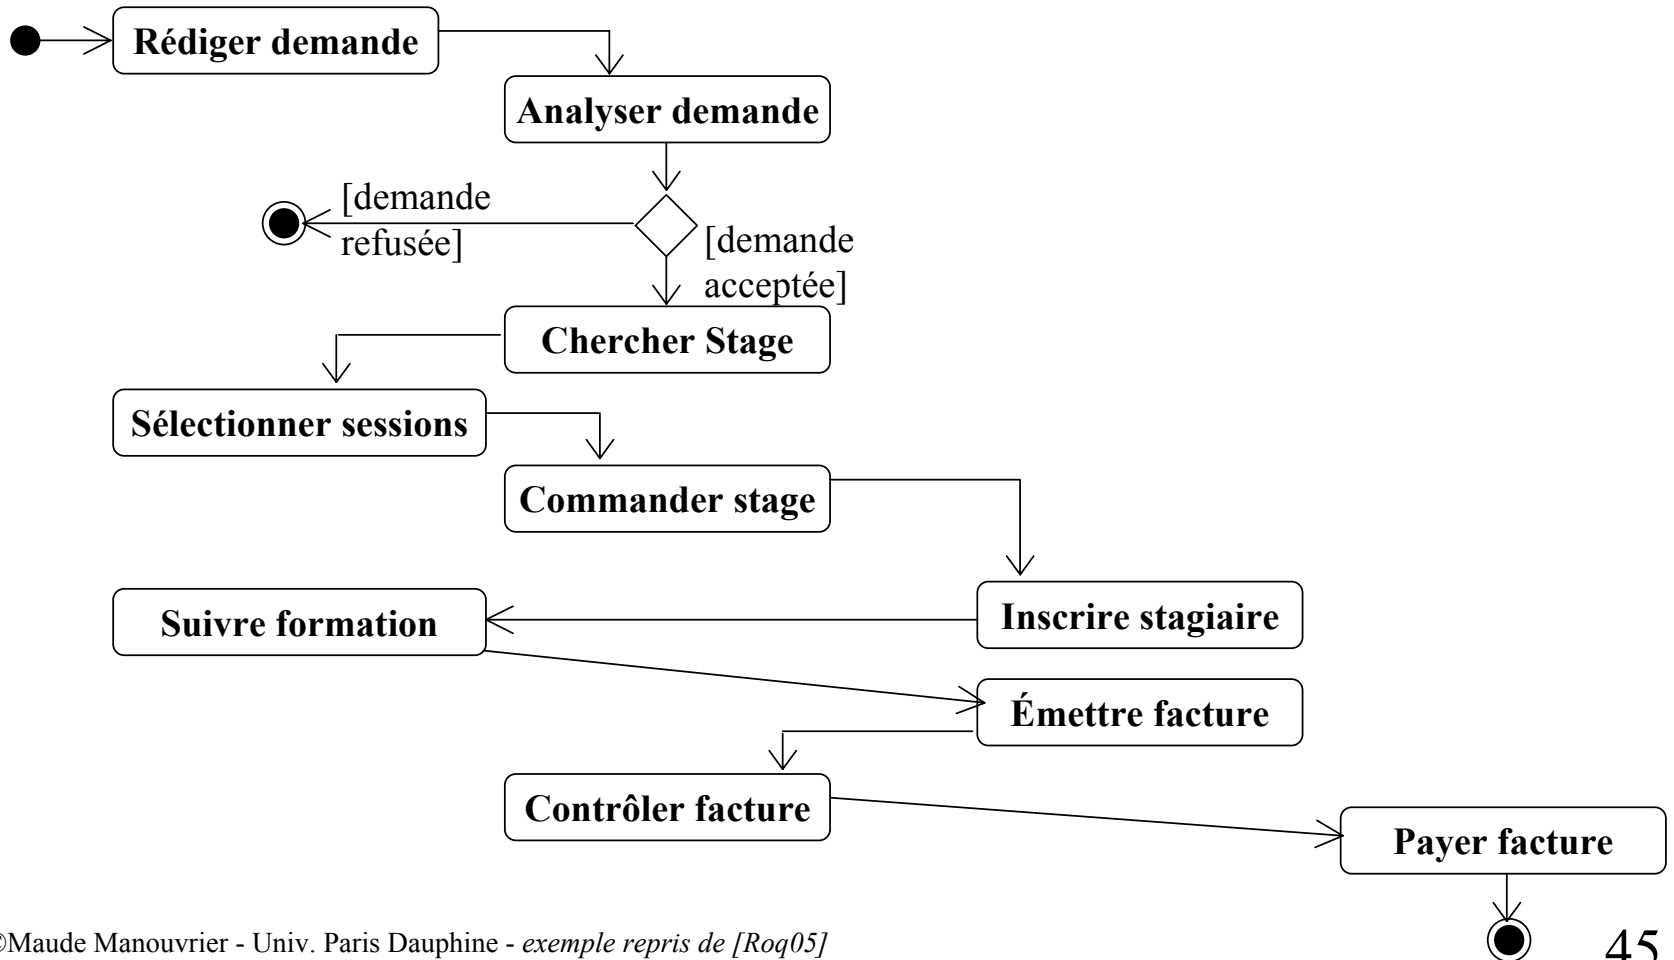 Rédiger demande
Analyser demande
[demande
refusée]
[demande
acceptée]
Chercher Stage
Sélectionner sessions
Commander stage
Inscrire stagiaire
Suivre formation
Émettre facture
Contrôler facture
Payer facture
©Maude Manouvrier - Univ. Paris Dauphine - exemple repris de [Roq05]
45